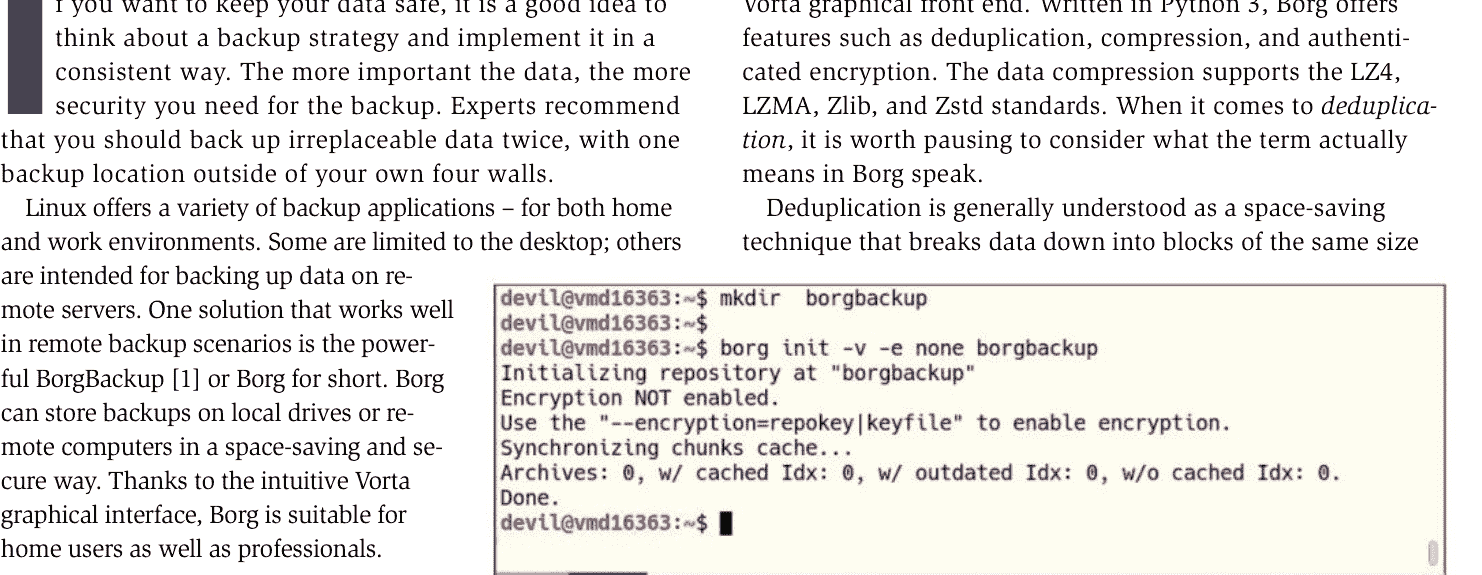 I
f you want to keep your data safe, it is a good idea to
think about a backup strategy and implement it in a
consistent way. The more important the data, the more
security you need for the backup. Experts recommend
that you should back up irreplaceable data twice, with one
backup location outside of your own four walls.
Linux offers a variety of backup applications – for both home
and work environments. Some are limited to the desktop; others
are intended for backing up data on re-
mote servers. One solution that works well
in remote backup scenarios is the power-
ful BorgBackup [1] or Borg for short. Borg
can store backups on local drives or re-
mote computers in a space-saving and se-
cure way. Thanks to the intuitive Vorta
graphical interface, Borg is suitable for
home users as well as professionals.
Vorta graphical front end. Written in Python 3, Borg offers
features such as deduplication, compression, and authenti-
cated encryption. The data compression supports the LZ4,
LZMA, Zlib, and Zstd standards. When it comes to deduplica-
tion, it is worth pausing to consider what the term actually
means in Borg speak.
Deduplication is generally understood as a space-saving
technique that breaks data down into blocks of the same size
devil@vmd16363:~$ mkdir  borgbackup
devil@vmd16363:~$
devil@vmd16363:~$ borg init -v -e none borgbackup
Initializing repository at "borgbackup"
Encryption NOT enabled.
Use the "--encryption=repokey|keyfile" to enable encryption.
Synchronizing chunks cache...
Archives: 0, w/ cached Idx: 0, w/ outdated Idx: 0, w/o cached Idx: 0.
Done.
devil@vmd16363:~$